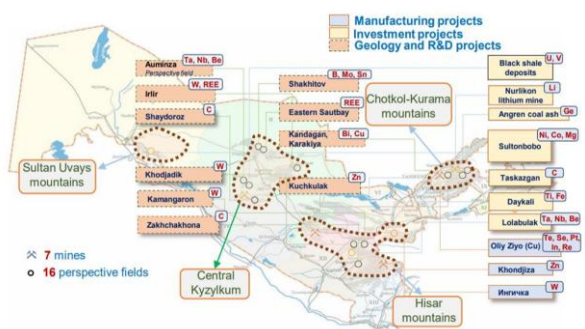 Manufacturing projects
Investment projects
Geology and R&D projects
Auminza
Perspective field
Ta, Nb, Be
Irlir
W, REE
Shaydoroz
C
Sultan Uvays
mountains
Khodjadik
W
Kamangaron
W
Zakhchakhona
C
Shakhitov
B, Mo, Sn
Eastern Sautbay
REE
Kandagan,
Karakiya
Bi, Cu
Kuchkulak
Zn
Chotkol-Kurama
mountains
Black shale
deposits
U, V
Nurlikon
lithium mine
Li
Angren coal ash
Ge
Sultonbobo
Ni, Co, Mg
Taskazgan
C
Daykali
Ti, Fe
Lolabulak
Ta, Nb, Be
Oliy Ziyo (Cu)
Te, Se, Pt,
In, Re
Khondjiza
Zn
Ингичка
W
7 mines
16 perspective fields
Central
Kyzylkum
Hisar
mountains